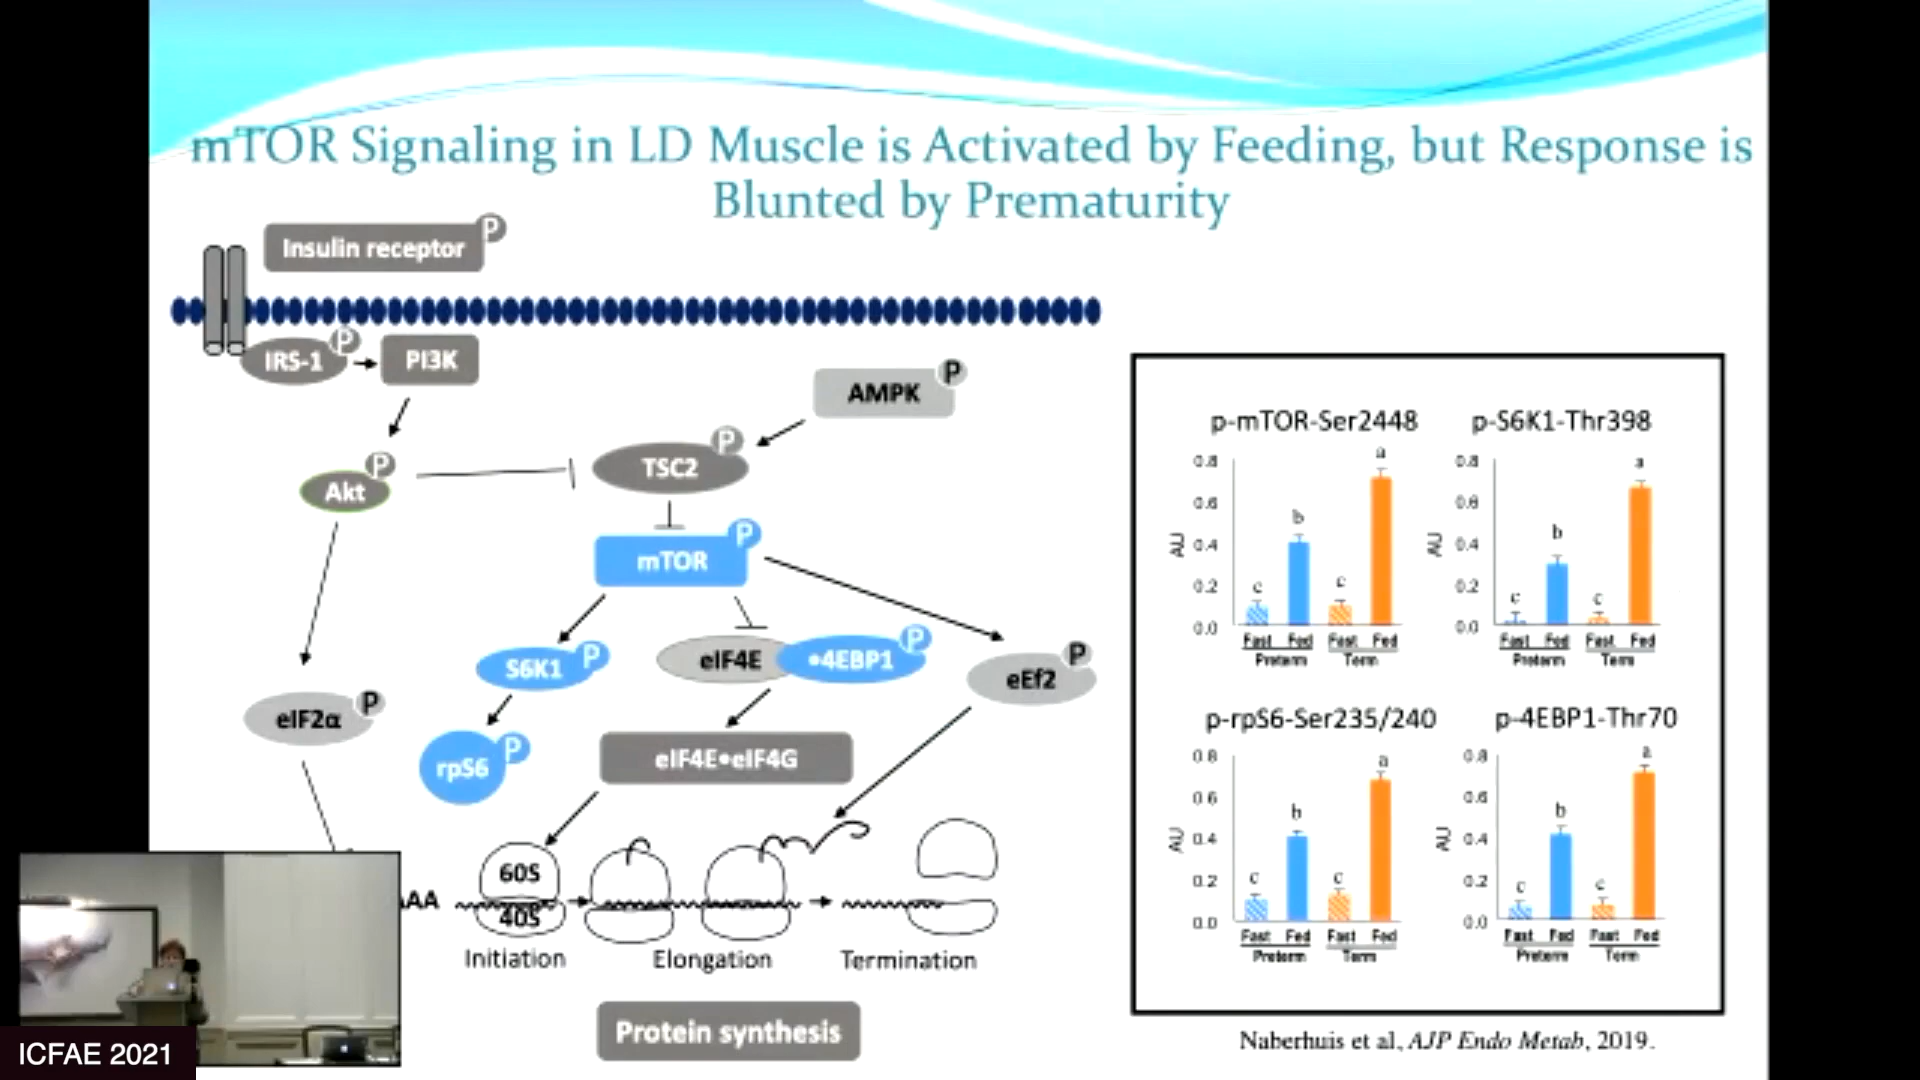 mTOR Signaling in LD Muscle is Activated by Feeding, but Response is
Blunted by Prematurity
Insulin receptor
P
IRS-1
P
PI3K
AMPK
P
Akt
P
TSC2
P
mTOR
P
S6K1
P
eIF4E
•4EBP1
P
eEf2
P
eIF2α
P
rpS6
P
eIF4E•eIF4G
60S
40S
AA
Initiation
Elongation
Termination
Protein synthesis
p-mTOR-Ser2448
0.8
0.6
0.4
0.2
0.0
AU
c
b
c
a
Fast Fed Fast Fed
Preterm Term
p-S6K1-Thr398
0.8
0.6
0.4
0.2
0.0
AU
c
b
c
a
Fast Fed Fast Fed
Preterm Term
p-rpS6-Ser235/240
0.8
0.6
0.4
0.2
0.0
AU
c
b
c
a
Fast Fed Fast Fed
Preterm Term
p-4EBP1-Thr70
0.8
0.6
0.4
0.2
0.0
AU
c
b
c
a
Fast Fed Fast Fed
Preterm Term
Naberhuis et al, AJP Endo Metab, 2019.
ICFAE 2021